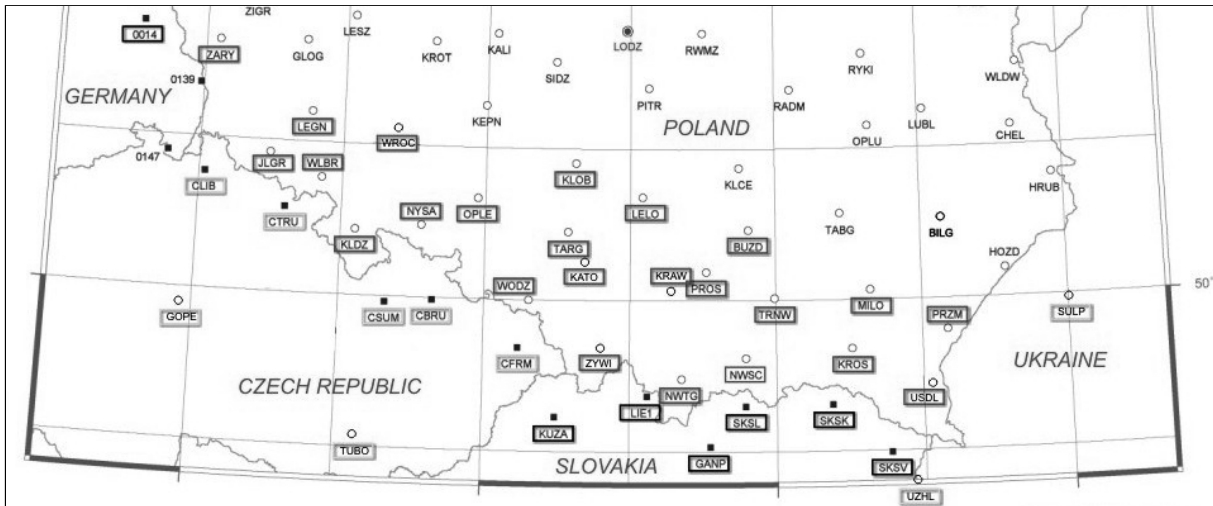 ZIGR
LESZ
0014
ZARY
GLOG
KROT
KALI
LODZ
RWMZ
SIDZ
RYKI
WLDW
0139
GERMANY
PITR
RADM
LEGN
KEPN
LUBL
WROC
POLAND
OPLU
CHEL
0147
JLGR
WLBR
KLOB
KLCE
CLIB
HRUB
CTRU
NYSA
OPLE
LELO
KLDZ
TARG
BUZD
TABG
BILG
HOZD
KATO
KRAW
PROS
50°
WODZ
GOPE
CSUM
CBRU
TRNW
MILO
PRZM
SULP
CFRM
ZYWI
NWSC
KROS
UKRAINE
CZECH REPUBLIC
NWTG
USDL
LIE1
SKSL
SKSK
KUZA
TUBO
SLOVAKIA
GANP
SKSV
UZHL